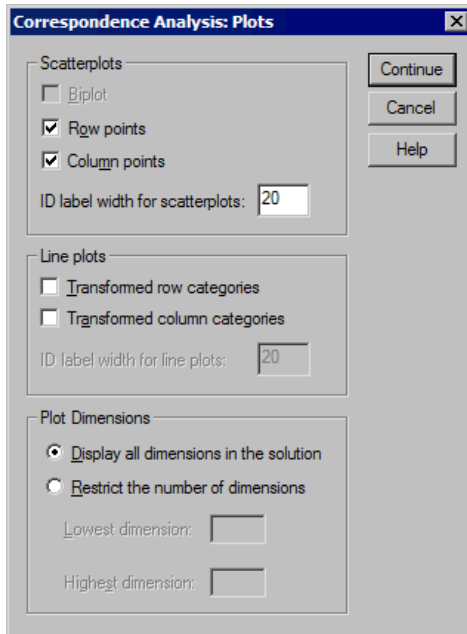 Correspondence Analysis: Plots
Scatterplots
Biplot
Row points
Column points
ID label width for scatterplots: 20
Line plots
Transformed row categories
Transformed column categories
ID label width for line plots: 20
Plot Dimensions
Display all dimensions in the solution
Restrict the number of dimensions
Lowest dimension:
Highest dimension:
Continue
Cancel
Help